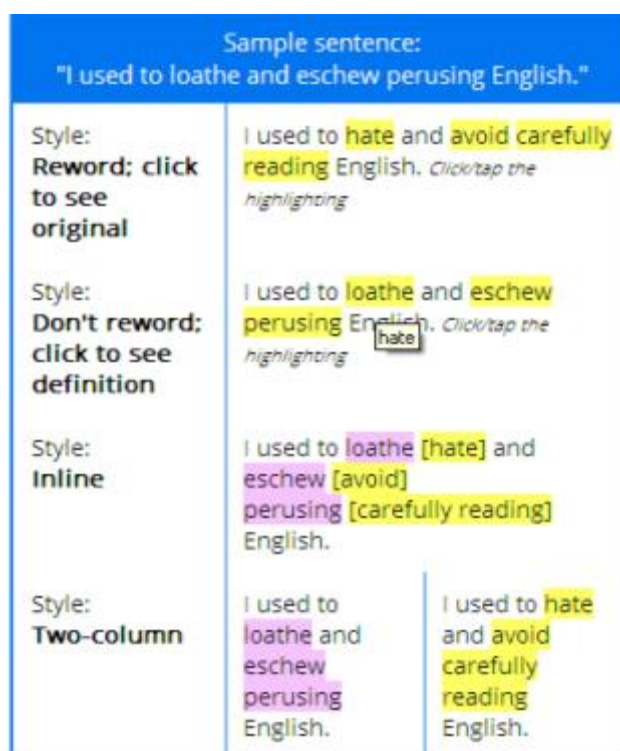 Sample sentence:
"I used to loathe and eschew perusing English."
Style:
Reword; click
to see
original
I used to hate and avoid carefully
reading English. Click/tap the
highlighting
Style:
Don't reword;
click to see
definition
I used to loathe and eschew
perusing English. Click/tap the
highlighting
hate
Style:
Inline
I used to loathe [hate] and
eschew [avoid]
perusing [carefully reading]
English.
Style:
Two-column
I used to
loathe and
eschew
perusing
English.
I used to hate
and avoid
carefully
reading
English.